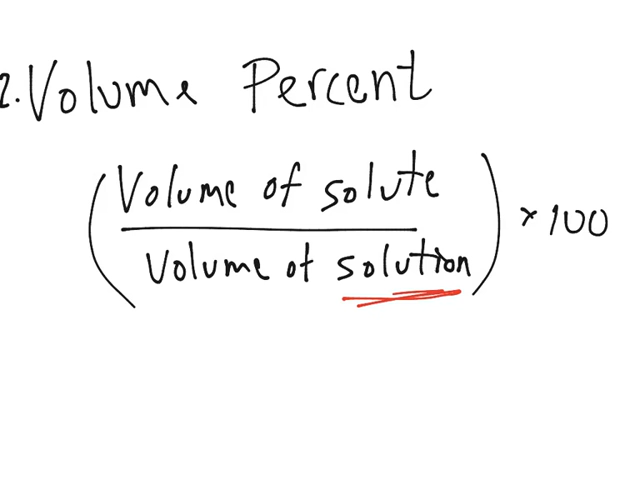 2. Volume Percent
(Volume of solute
Volume of solution) × 100